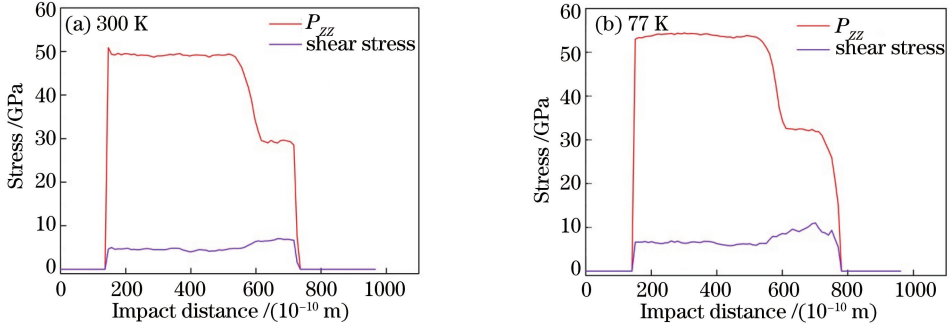 (a) 300 K
P_ZZ
shear stress
60
50
40
30
20
10
0
Stress /GPa
0
200
400
600
800
1000
Impact distance /(10⁻¹⁰ m)
(b) 77 K
P_ZZ
shear stress
60
50
40
30
20
10
0
Stress /GPa
0
200
400
600
800
1000
Impact distance /(10⁻¹⁰ m)